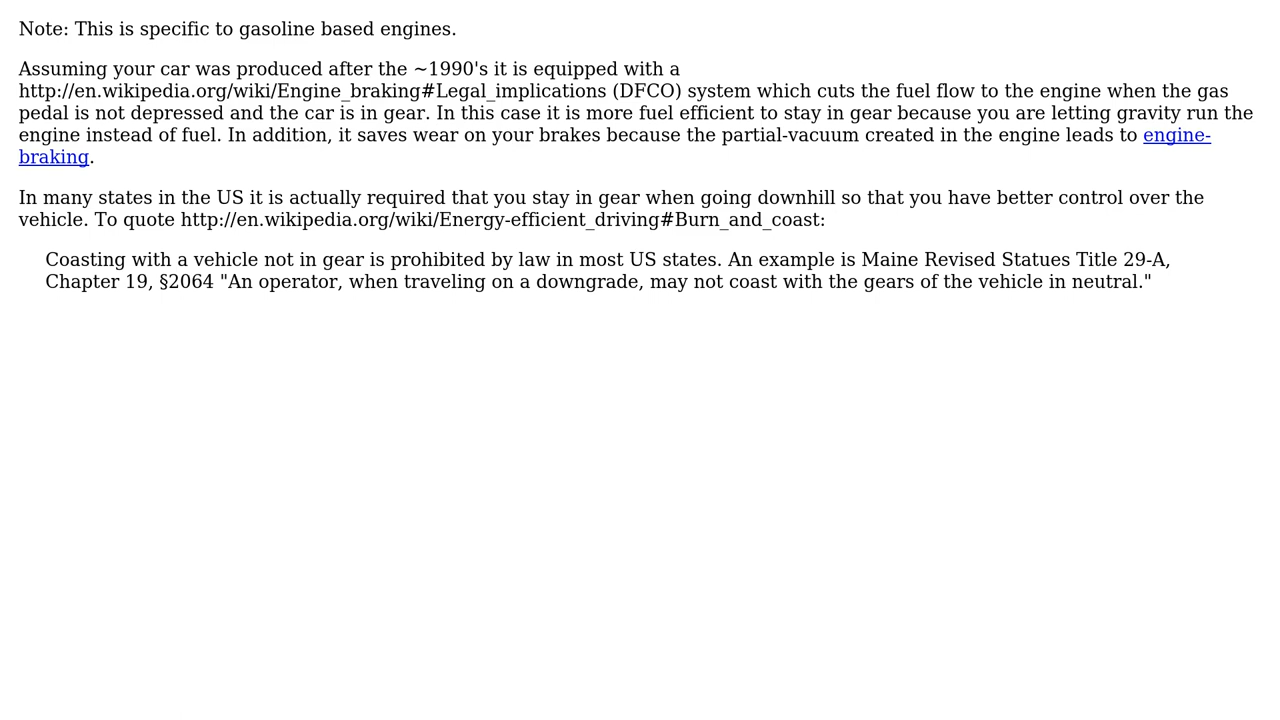 Note: This is specific to gasoline based engines.
Assuming your car was produced after the ~1990's it is equipped with a
http://en.wikipedia.org/wiki/Engine_braking#Legal_implications (DFCO) system which cuts the fuel flow to the engine when the gas
pedal is not depressed and the car is in gear. In this case it is more fuel efficient to stay in gear because you are letting gravity run the
engine instead of fuel. In addition, it saves wear on your brakes because the partial-vacuum created in the engine leads to engine-
braking.
In many states in the US it is actually required that you stay in gear when going downhill so that you have better control over the
vehicle. To quote http://en.wikipedia.org/wiki/Energy-efficient_driving#Burn_and_coast:
Coasting with a vehicle not in gear is prohibited by law in most US states. An example is Maine Revised Statues Title 29-A,
Chapter 19, §2064 "An operator, when traveling on a downgrade, may not coast with the gears of the vehicle in neutral."